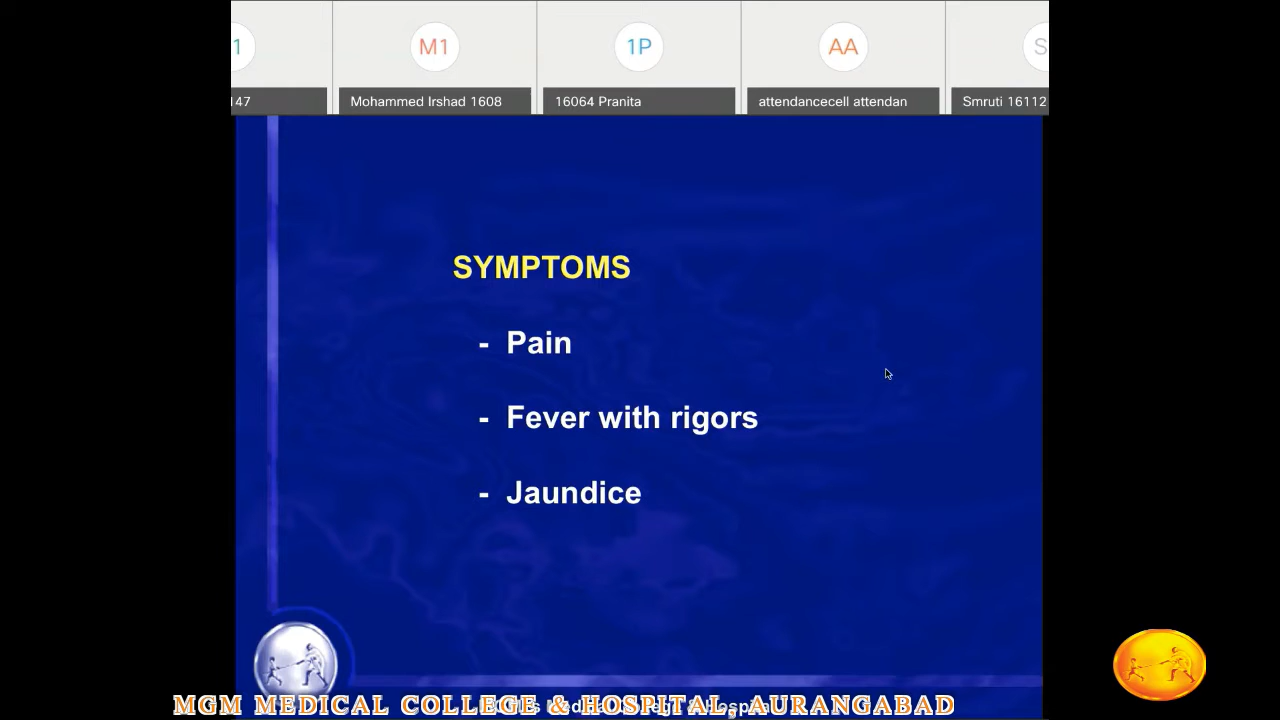 1 M1 1P AA S
147 Mohammed Irshad 1608 16064 Pranita attendancecell attendan Smruti 16112
SYMPTOMS
- Pain
- Fever with rigors
- Jaundice
MGM MEDICAL COLLEGE & HOSPITAL, AURANGABAD